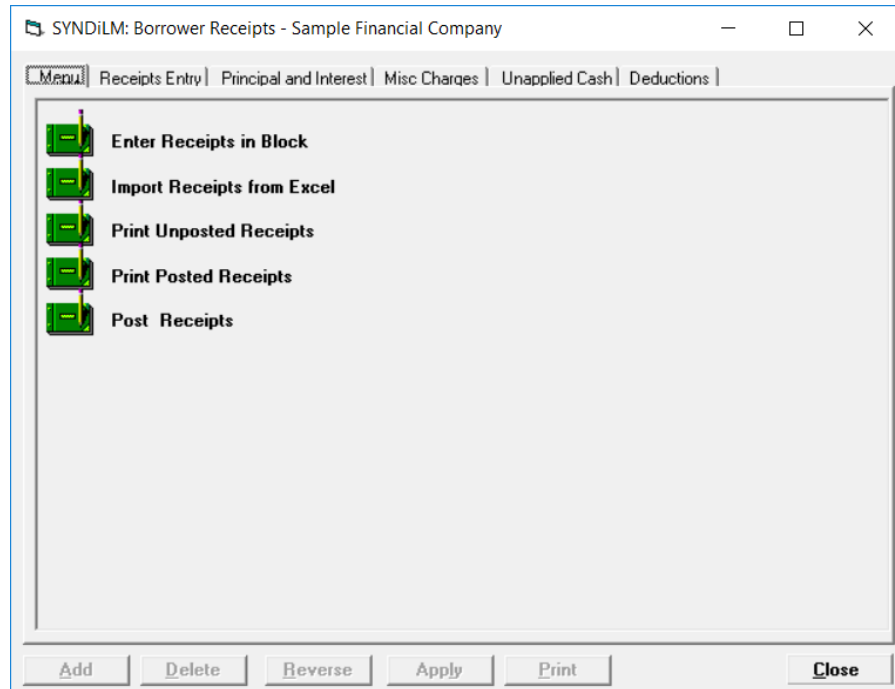 SYNDiLM: Borrower Receipts - Sample Financial Company
Menu Receipts Entry Principal and Interest Misc Charges Unapplied Cash Deductions
Enter Receipts in Block
Import Receipts from Excel
Print Unposted Receipts
Print Posted Receipts
Post Receipts
Add Delete Reverse Apply Print Close